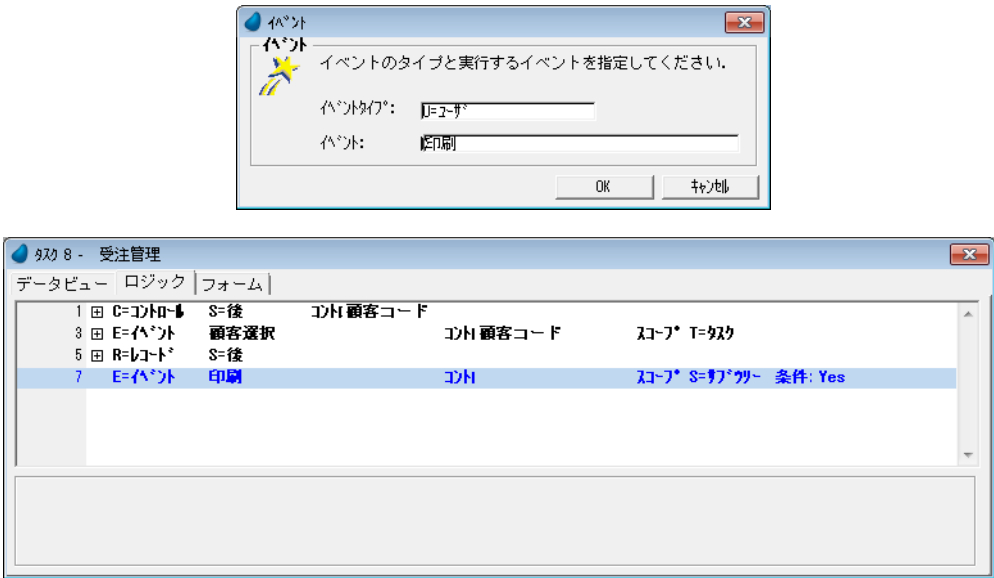 イベント
イベント
イベントのタイプと実行するイベントを指定してください.
イベントタイプ: U=ユーザ
イベント: 印刷
OK キャンセル
タスク 8 - 受注管理
データビュー ロジック フォーム
1 C=コントロール S=後 コントl 顧客コード
3 E=イベント 顧客選択 コントl 顧客コード スコープ T=タスク
5 R=レコード S=後
7 E=イベント 印刷 コントl スコープ S=サブツリー 条件: Yes